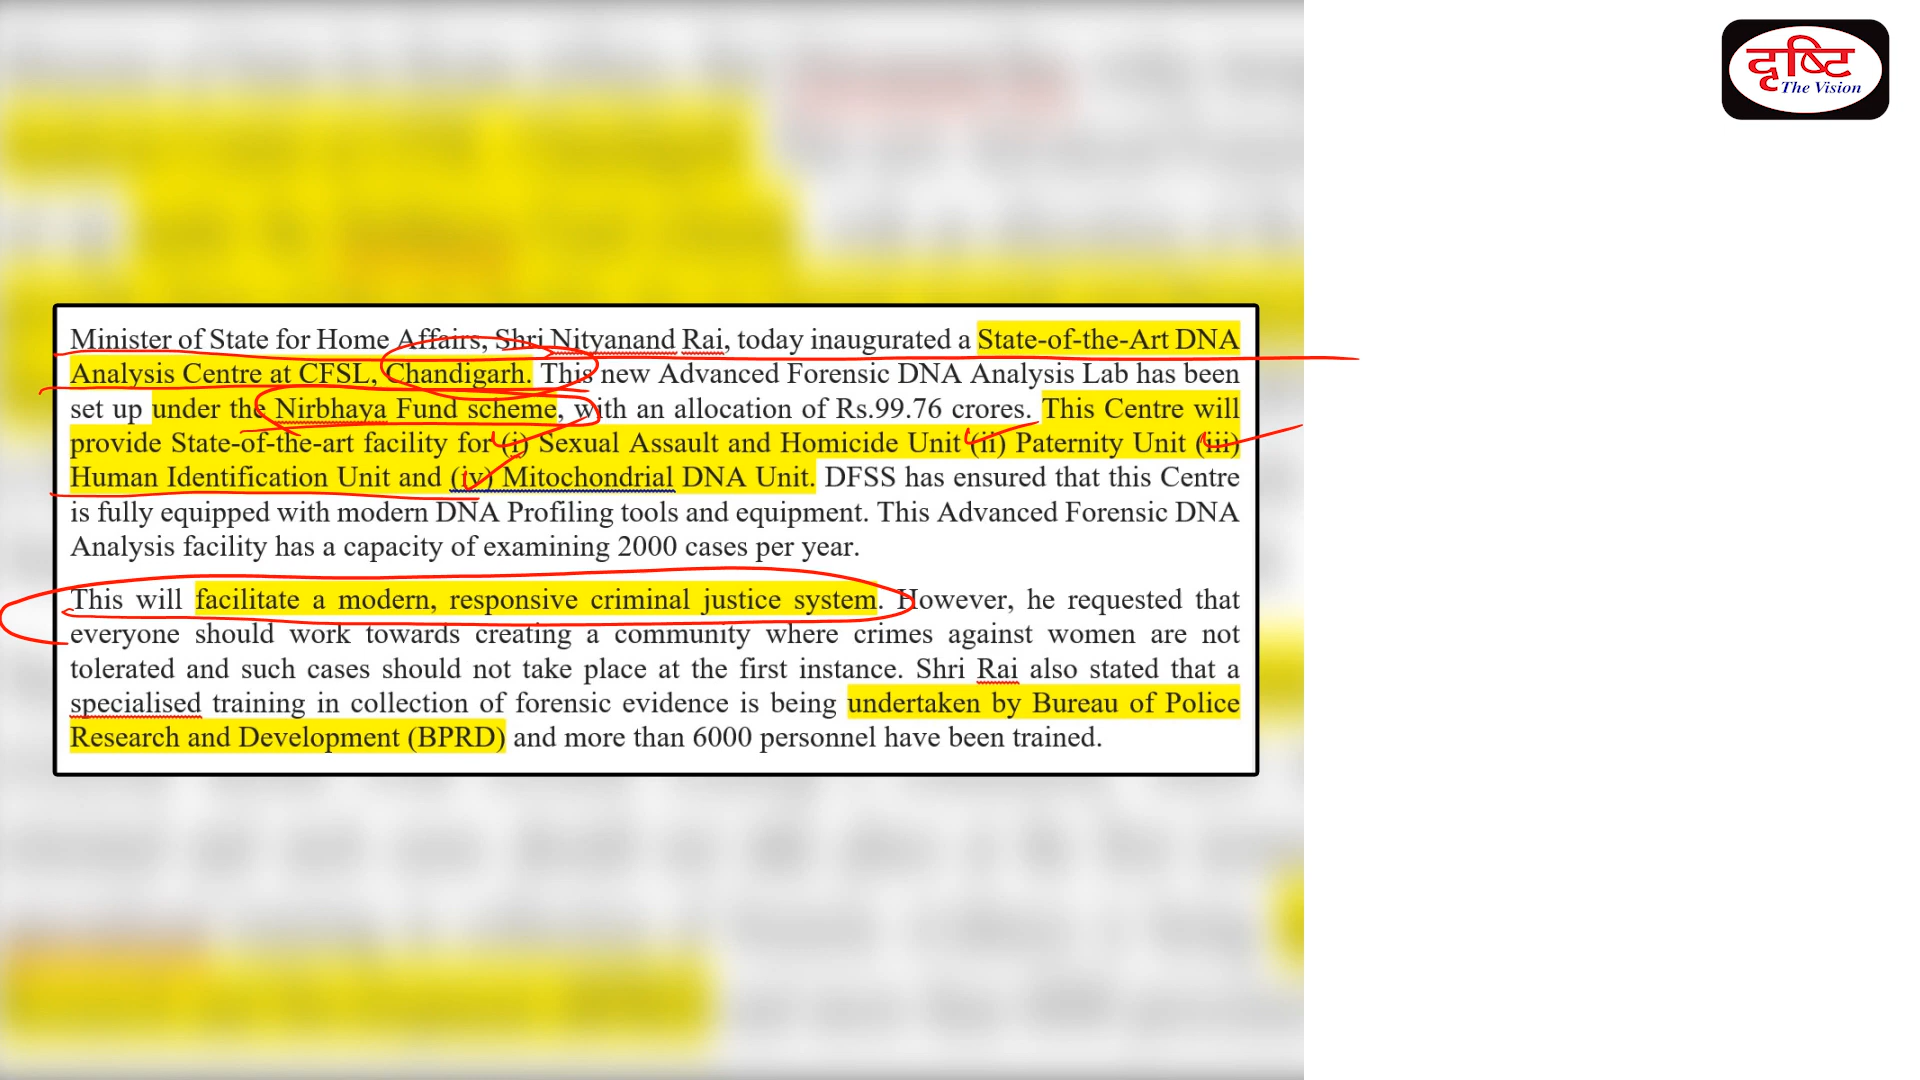 दृष्टि
The Vision
Minister of State for Home Affairs, Shri Nityanand Rai, today inaugurated a State-of-the-Art DNA
Analysis Centre at CFSL, Chandigarh. This new Advanced Forensic DNA Analysis Lab has been
set up under the Nirbhaya Fund scheme, with an allocation of Rs.99.76 crores. This Centre will
provide State-of-the-art facility for (i) Sexual Assault and Homicide Unit (ii) Paternity Unit (iii)
Human Identification Unit and (iv) Mitochondrial DNA Unit. DFSS has ensured that this Centre
is fully equipped with modern DNA Profiling tools and equipment. This Advanced Forensic DNA
Analysis facility has a capacity of examining 2000 cases per year.
This will facilitate a modern, responsive criminal justice system. However, he requested that
everyone should work towards creating a community where crimes against women are not
tolerated and such cases should not take place at the first instance. Shri Rai also stated that a
specialised training in collection of forensic evidence is being undertaken by Bureau of Police
Research and Development (BPRD) and more than 6000 personnel have been trained.